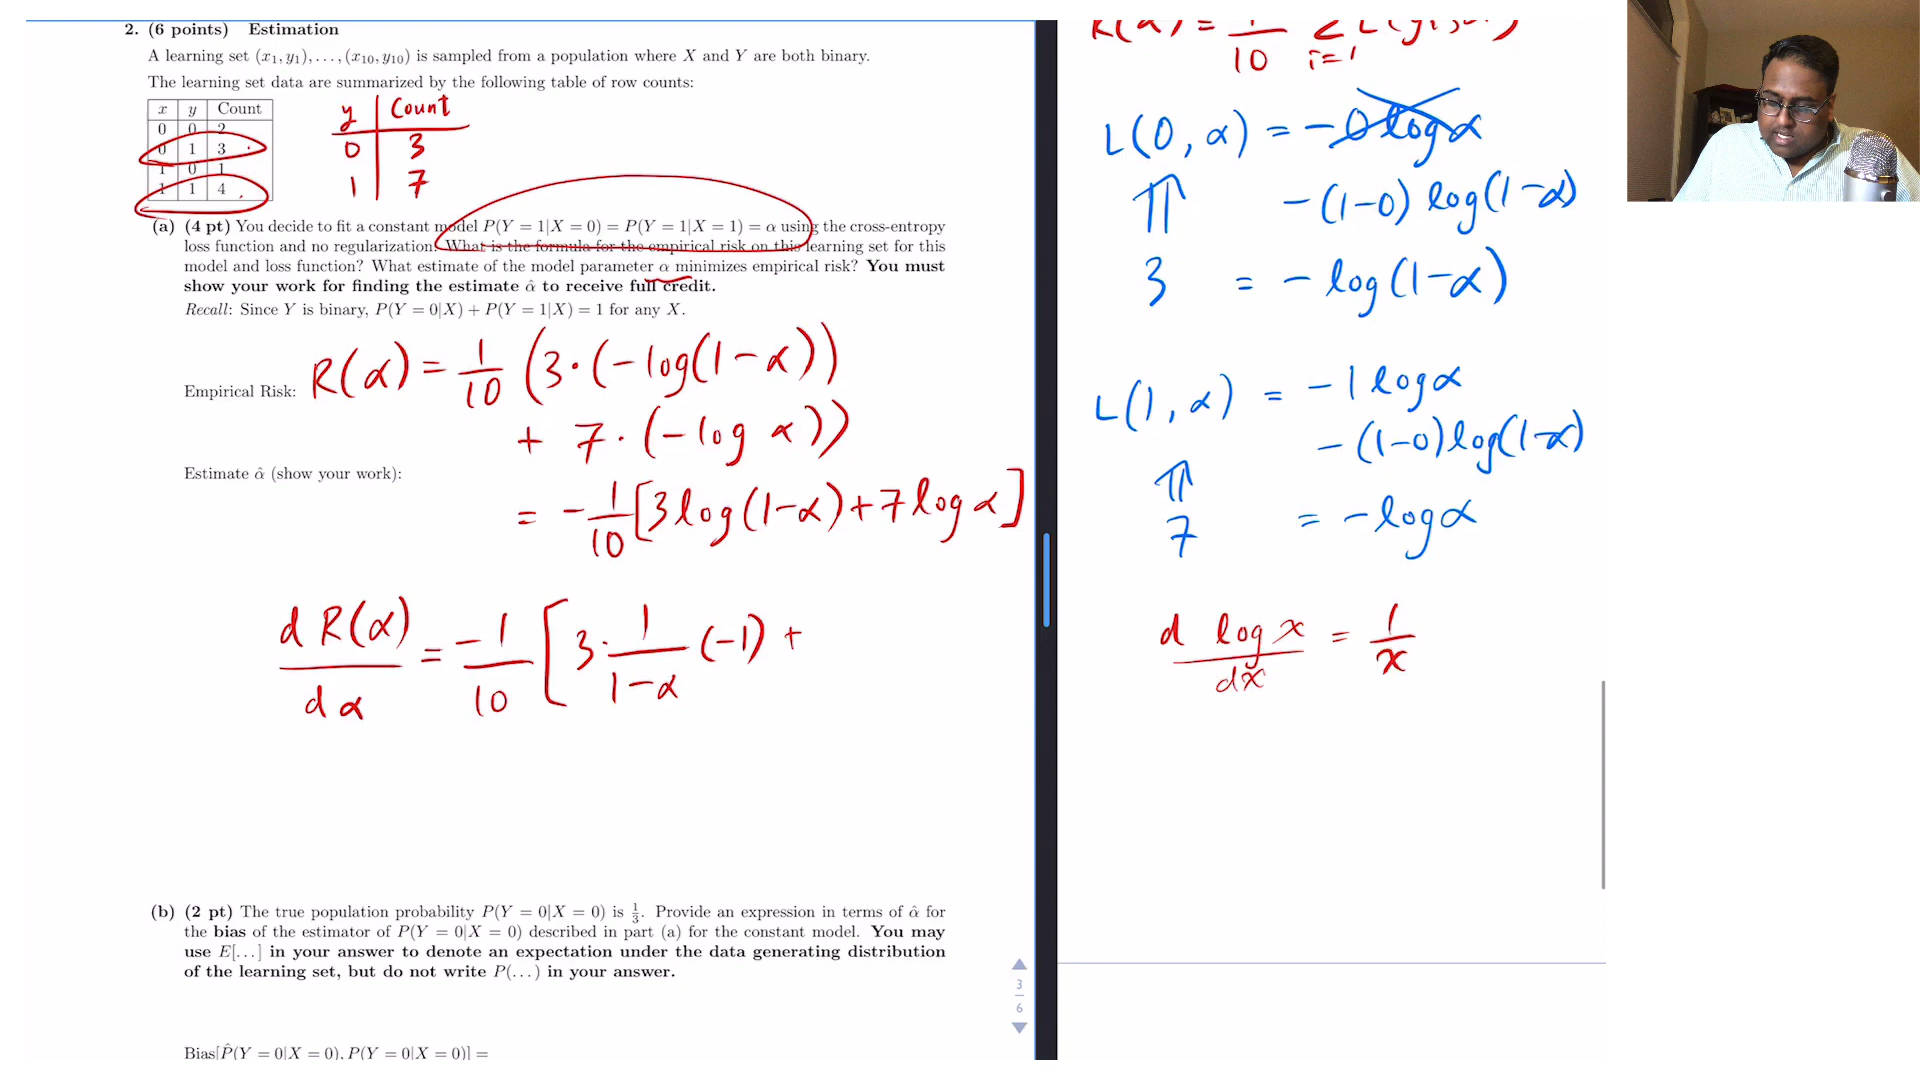 2. (6 points) Estimation
A learning set (x₁, y₁), . . . , (x₁₀, y₁₀) is sampled from a population where X and Y are both binary.
The learning set data are summarized by the following table of row counts:
x y Count
0 0 2
0 1 3
1 0 1
1 1 4
y Count
0 3
1 7
(a) (4 pt) You decide to fit a constant model P(Y = 1|X = 0) = P(Y = 1|X = 1) = α using the cross-entropy
loss function and no regularization. What is the formula for the empirical risk on this learning set for this
model and loss function? What estimate of the model parameter α minimizes empirical risk? You must
show your work for finding the estimate α̂ to receive full credit.
Recall: Since Y is binary, P(Y = 0|X) + P(Y = 1|X) = 1 for any X.
Empirical Risk: R(α) = 1/10 (3·(-log(1-α))
+ 7·(-log α))
Estimate α̂ (show your work):
= -1/10 [3log(1-α)+7log α]
d R(α)/dα = -1/10 [3·1/(1-α) (-1) +
(b) (2 pt) The true population probability P(Y = 0|X = 0) is 1/3. Provide an expression in terms of α̂ for
the bias of the estimator of P(Y = 0|X = 0) described in part (a) for the constant model. You may
use E[. . . ] in your answer to denote an expectation under the data generating distribution
of the learning set, but do not write P(. . . ) in your answer.
Bias[P̂(Y = 0|X = 0), P(Y = 0|X = 0)] =
3
6
10 i=1
L(0, α) = -0 log α
-(1-0) log(1-α)
3 = -log(1-α)
L(1, α) = -1 log α
-(1-0) log(1-α)
7 = -log α
d log x/dx = 1/x